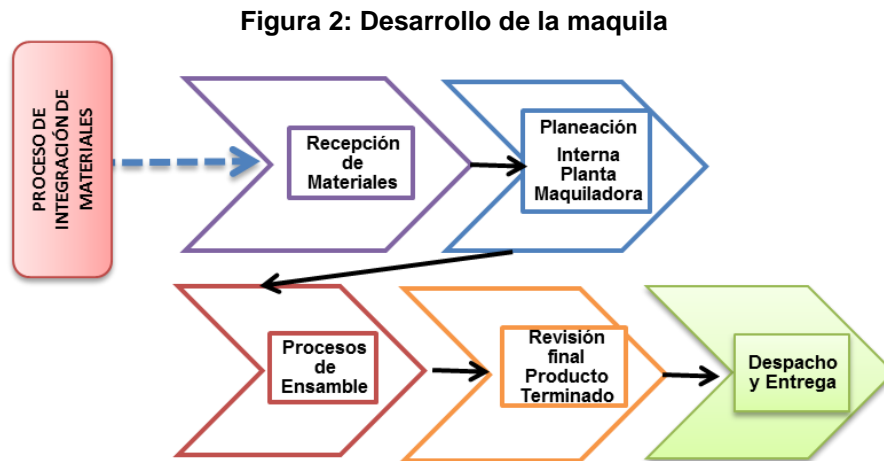 Figura 2: Desarrollo de la maquila
PROCESO DE
INTEGRACIÓN DE
MATERIALES
Recepción
de
Materiales
Planeación
Interna
Planta
Maquiladora
Procesos
de
Ensamble
Revisión
final
Producto
Terminado
Despacho
y Entrega